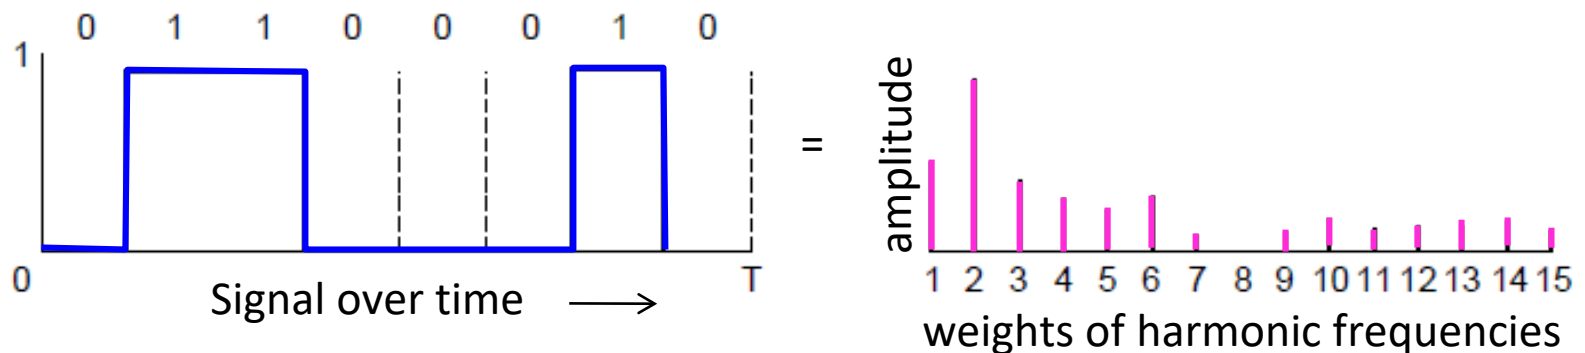 0 1 1 0 0 0 1 0
1
0
T
Signal over time
=
amplitude
1 2 3 4 5 6 7 8 9 10 11 12 13 14 15
weights of harmonic frequencies